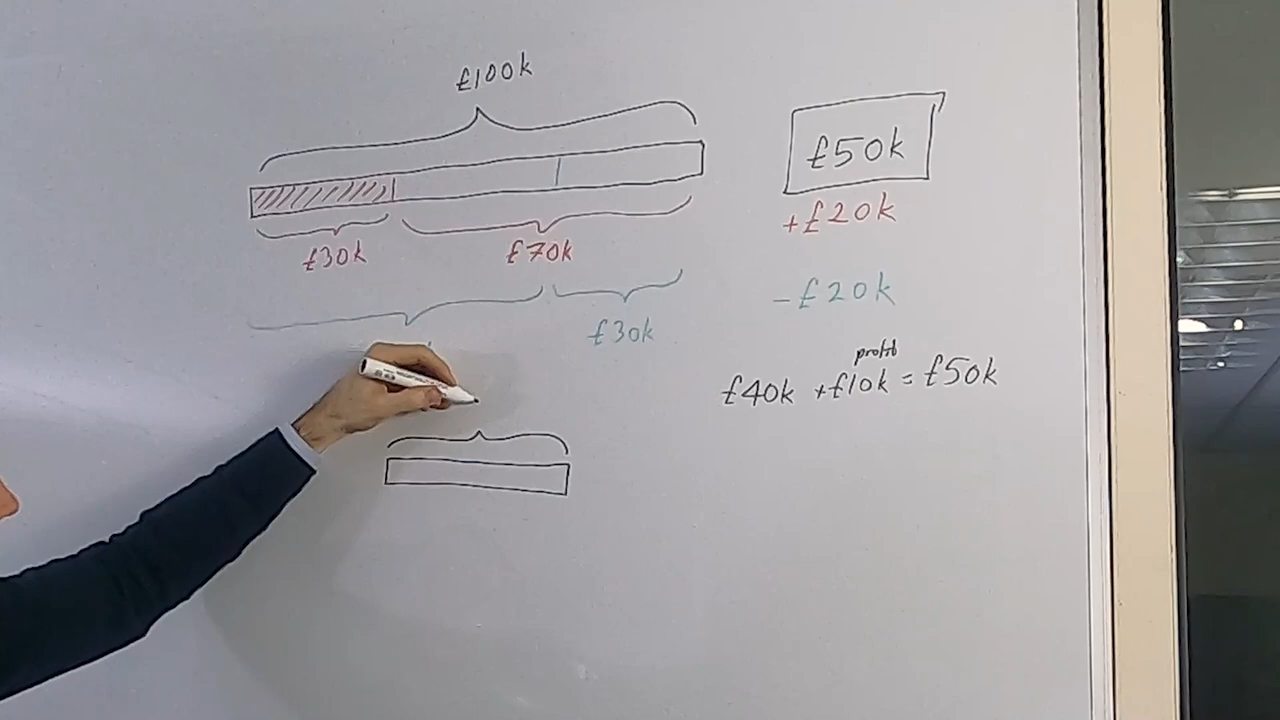 £100k
£50k
+£20k
£30k
£70k
-£20k
£30k
profit
£40k +£10k = £50k